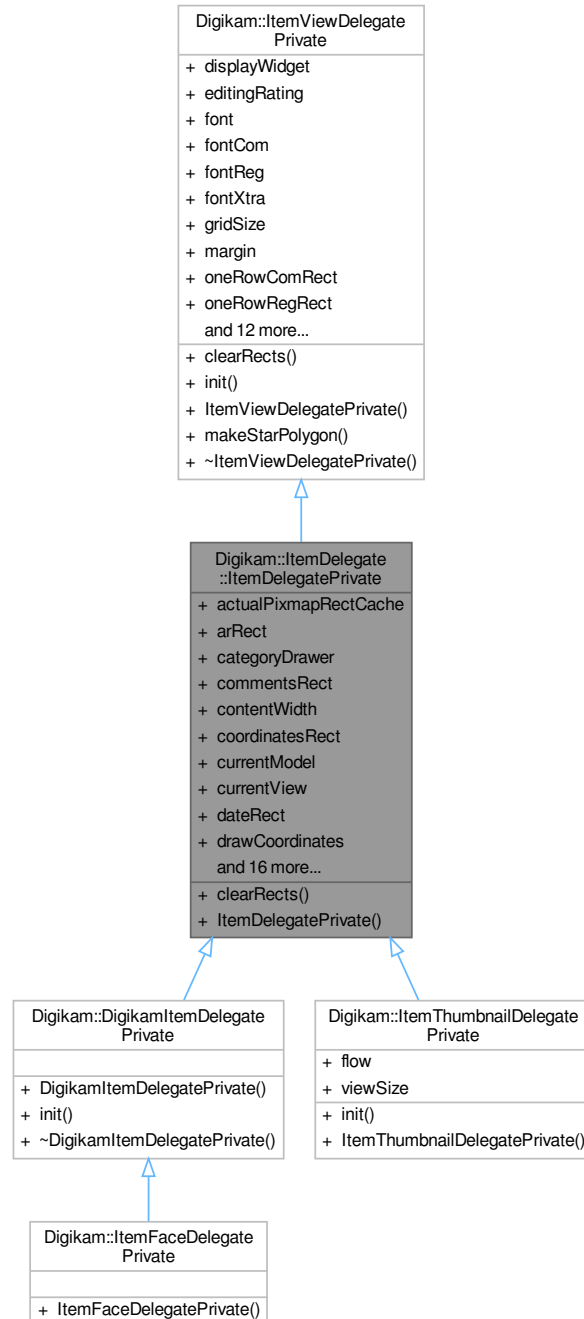 Digikam::ItemViewDelegate
Private
+ displayWidget
+ editingRating
+ font
+ fontCom
+ fontReg
+ fontXtra
+ gridSize
+ margin
+ oneRowComRect
+ oneRowRegRect
and 12 more...
+ clearRects()
+ init()
+ ItemViewDelegatePrivate()
+ makeStarPolygon()
+ ~ItemViewDelegatePrivate()
Digikam::ItemDelegate
::ItemDelegatePrivate
+ actualPixmapRectCache
+ arRect
+ categoryDrawer
+ commentsRect
+ contentWidth
+ coordinatesRect
+ currentModel
+ currentView
+ dateRect
+ drawCoordinates
and 16 more...
+ clearRects()
+ ItemDelegatePrivate()
Digikam::DigikamItemDelegate
Private
+ DigikamItemDelegatePrivate()
+ init()
+ ~DigikamItemDelegatePrivate()
Digikam::ItemThumbnailDelegate
Private
+ flow
+ viewSize
+ init()
+ ItemThumbnailDelegatePrivate()
Digikam::ItemFaceDelegate
Private
+ ItemFaceDelegatePrivate()